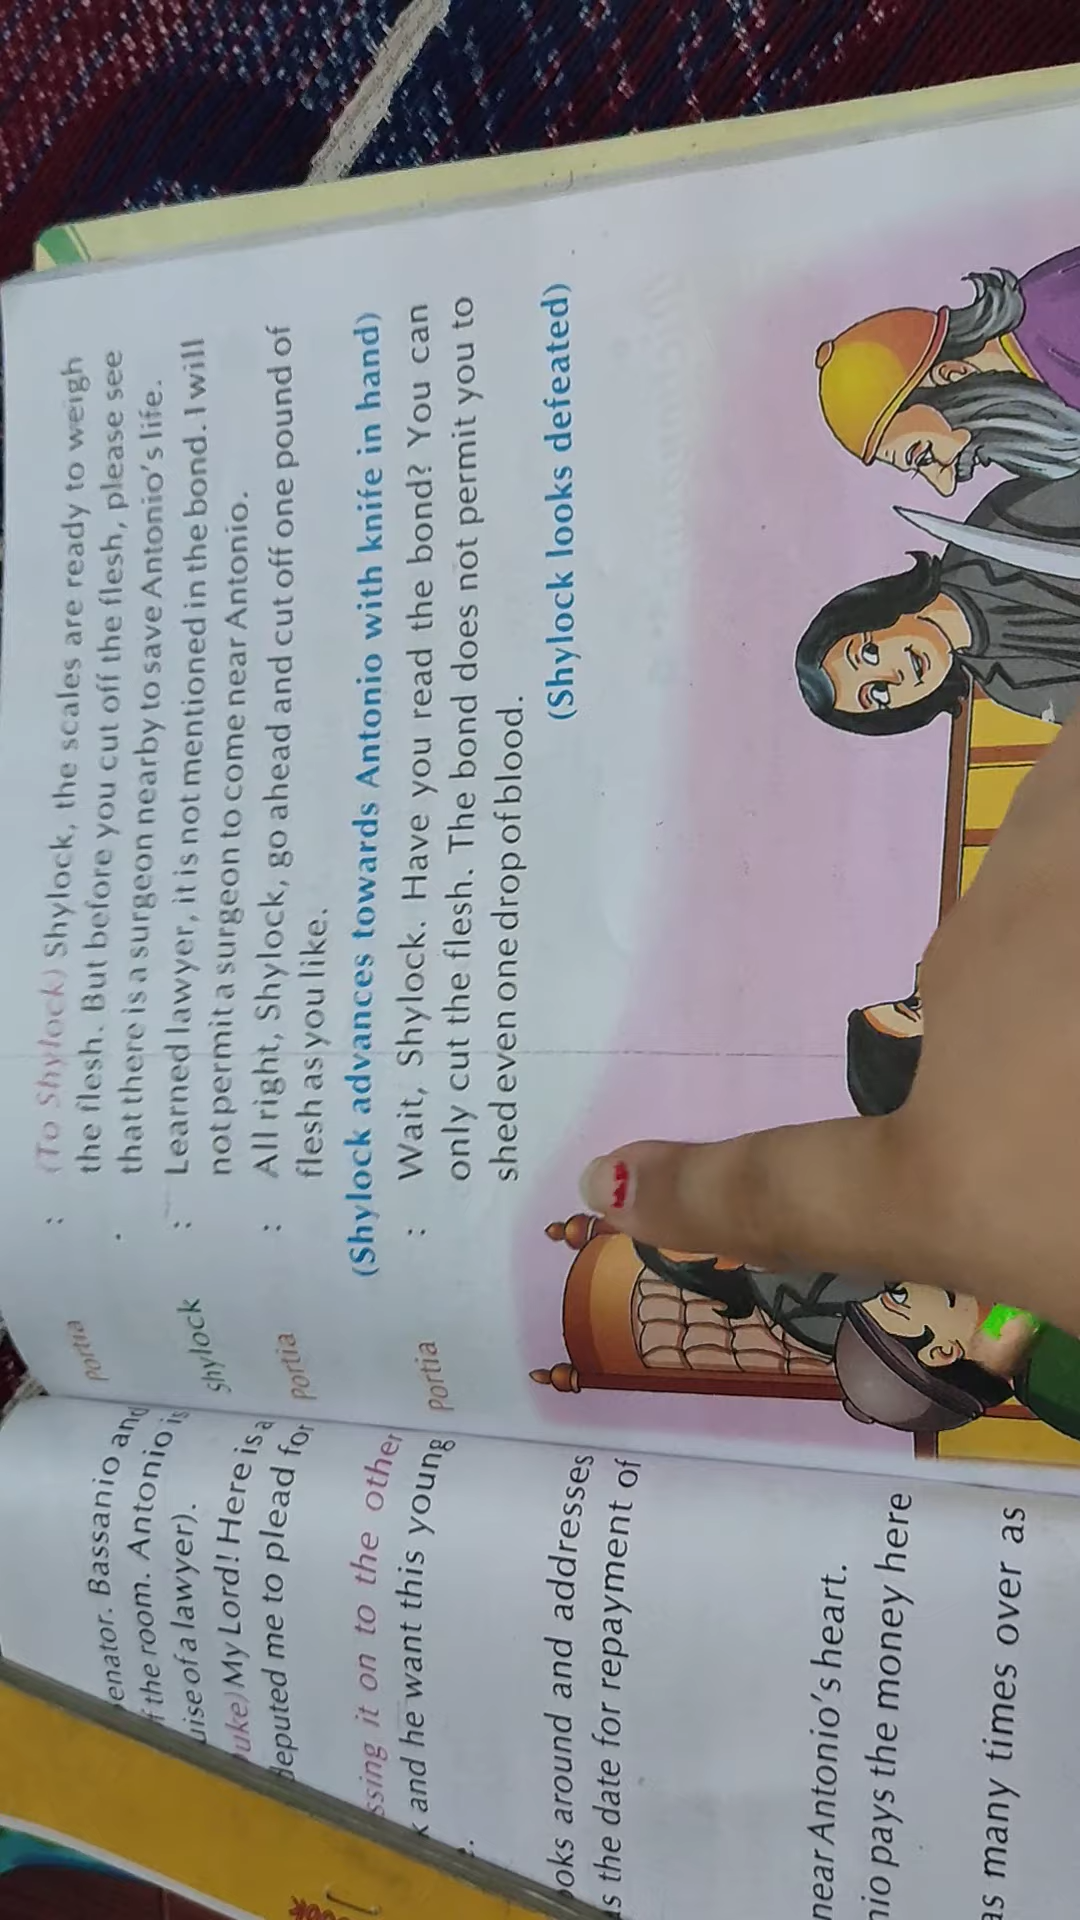 enator. Bassanio and
f the room. Antonio is
uise of a lawyer).
uke) My Lord! Here is a
deputed me to plead for
ssing it on to the other
k and he want this young
ooks around and addresses
s the date for repayment of
near Antonio's heart.
nio pays the money here
as many times over as
Portia : (To Shylock) Shylock, the scales are ready to weigh
the flesh. But before you cut off the flesh, please see
that there is a surgeon nearby to save Antonio's life.
Shylock : Learned lawyer, it is not mentioned in the bond. I will
not permit a surgeon to come near Antonio.
Portia : All right, Shylock, go ahead and cut off one pound of
flesh as you like.
(Shylock advances towards Antonio with knife in hand)
Portia : Wait, Shylock. Have you read the bond? You can
only cut the flesh. The bond does not permit you to
shed even one drop of blood.
(Shylock looks defeated)